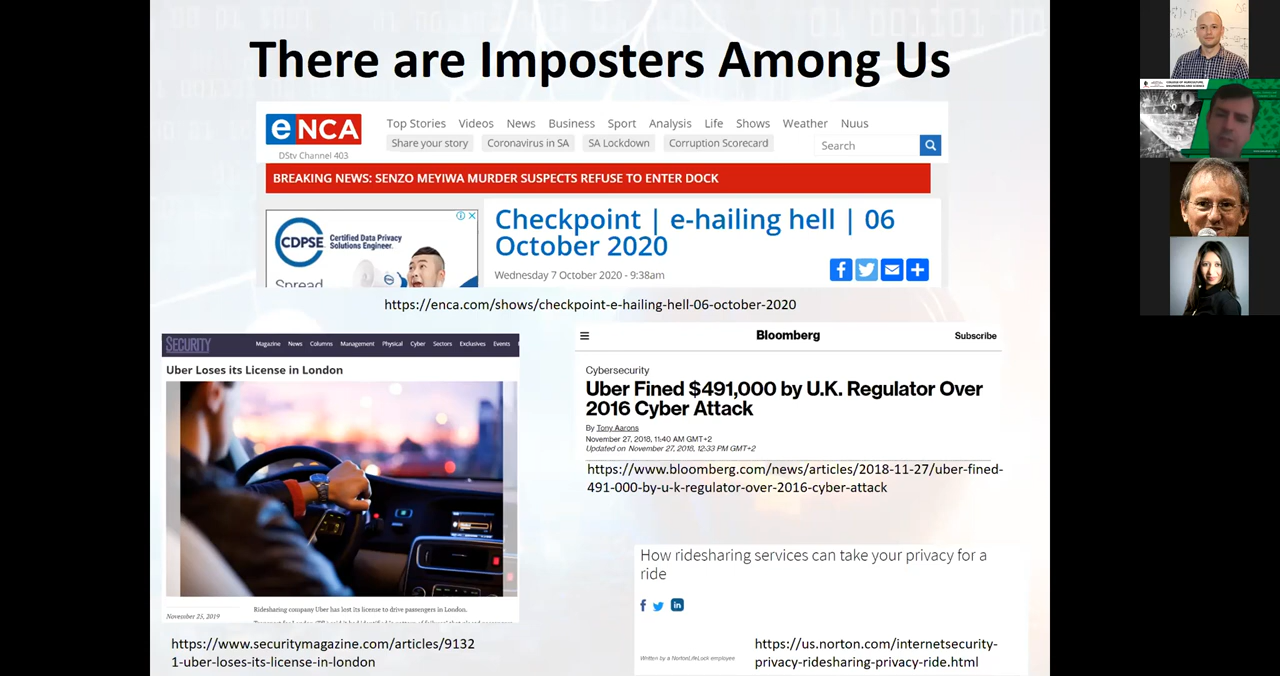 There are Imposters Among Us
eNCA
DStv Channel 403
Top Stories Videos News Business Sport Analysis Life Shows Weather Nuus
Share your story Coronavirus in SA SA Lockdown Corruption Scorecard Search
BREAKING NEWS: SENZO MEYIWA MURDER SUSPECTS REFUSE TO ENTER DOCK
CDPSE
Certified Data Privacy
Solutions Engineer.
Spread
Checkpoint | e-hailing hell | 06
October 2020
Wednesday 7 October 2020 - 9:38am
https://enca.com/shows/checkpoint-e-hailing-hell-06-october-2020
SECURITY
Magazine News Columns Management Physical Cyber Sectors Exclusives Events
Uber Loses its License in London
November 25, 2019
Ridesharing company Uber has lost its license to drive passengers in London.
https://www.securitymagazine.com/articles/9132
1-uber-loses-its-license-in-london
Bloomberg
Subscribe
Cybersecurity
Uber Fined $491,000 by U.K. Regulator Over
2016 Cyber Attack
By Tony Aarons
November 27, 2018, 11:40 AM GMT+2
Updated on November 27, 2018, 12:33 PM GMT+2
https://www.bloomberg.com/news/articles/2018-11-27/uber-fined-
491-000-by-u-k-regulator-over-2016-cyber-attack
How ridesharing services can take your privacy for a
ride
Written by a NortonLifeLock employee
https://us.norton.com/internetsecurity-
privacy-ridesharing-privacy-ride.html